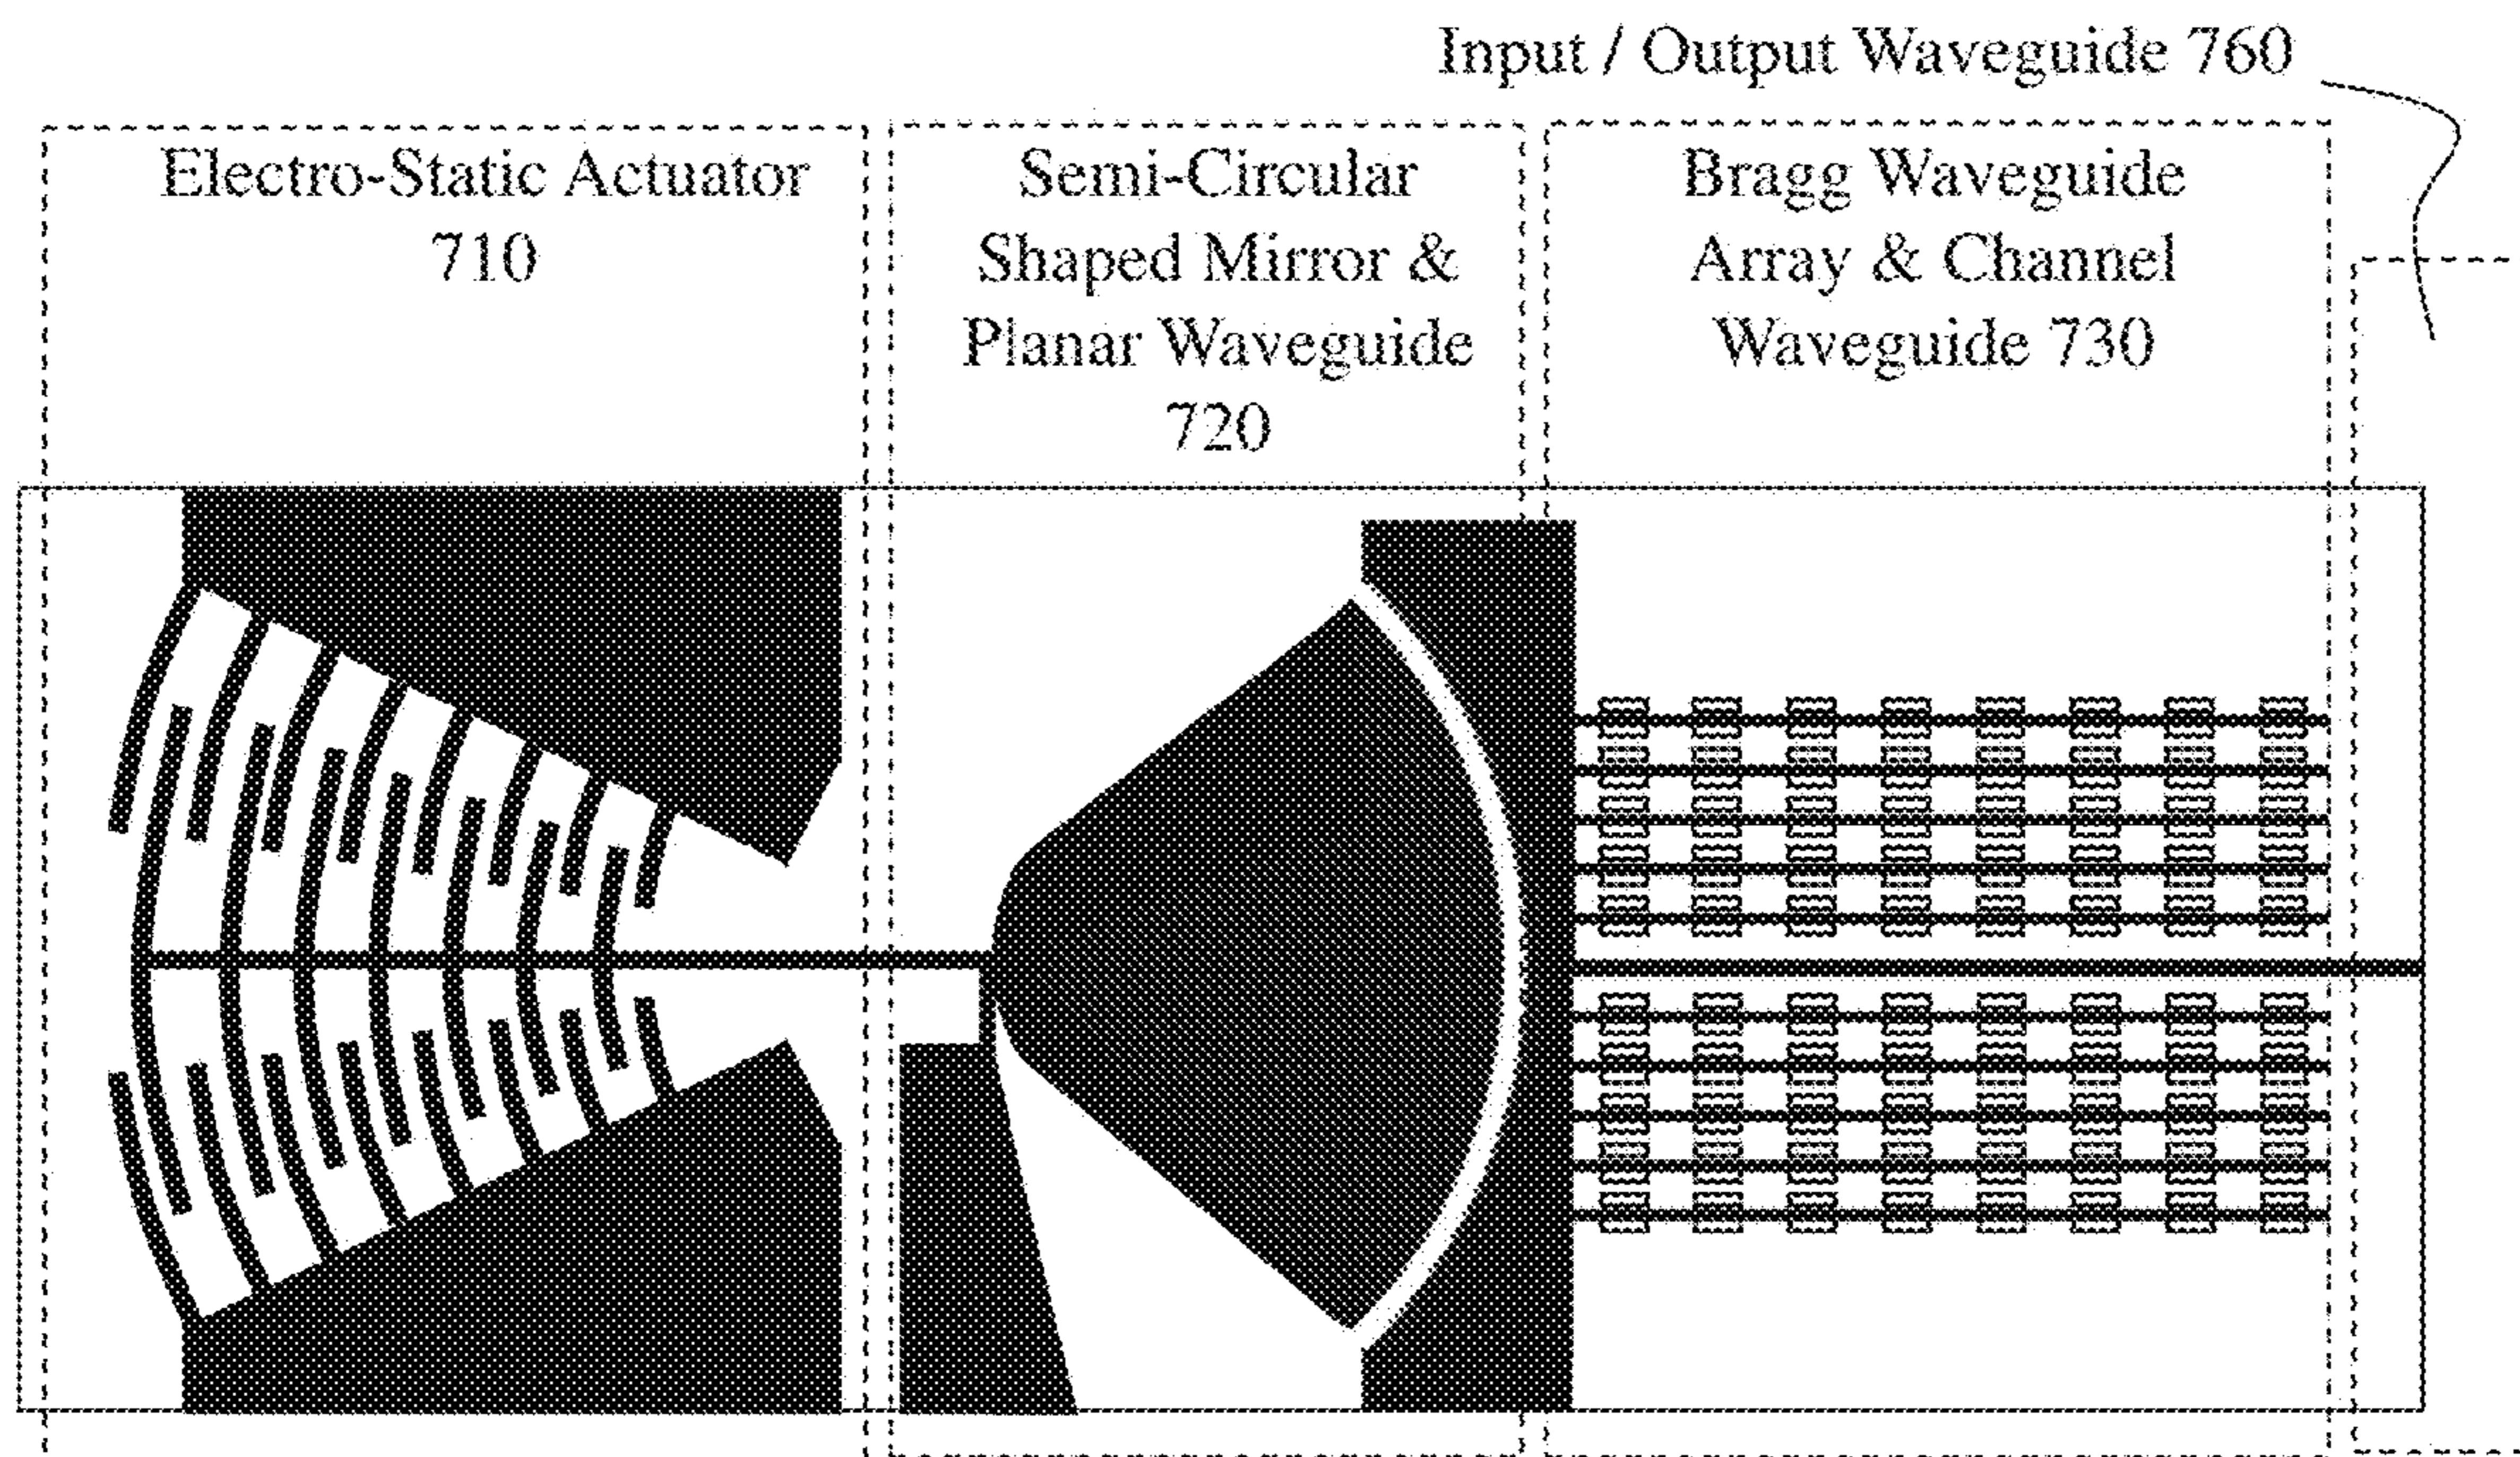 Input / Output Waveguide 760
Electro-Static Actuator
710
Semi-Circular
Shaped Mirror &
Planar Waveguide
720
Bragg Waveguide
Array & Channel
Waveguide 730